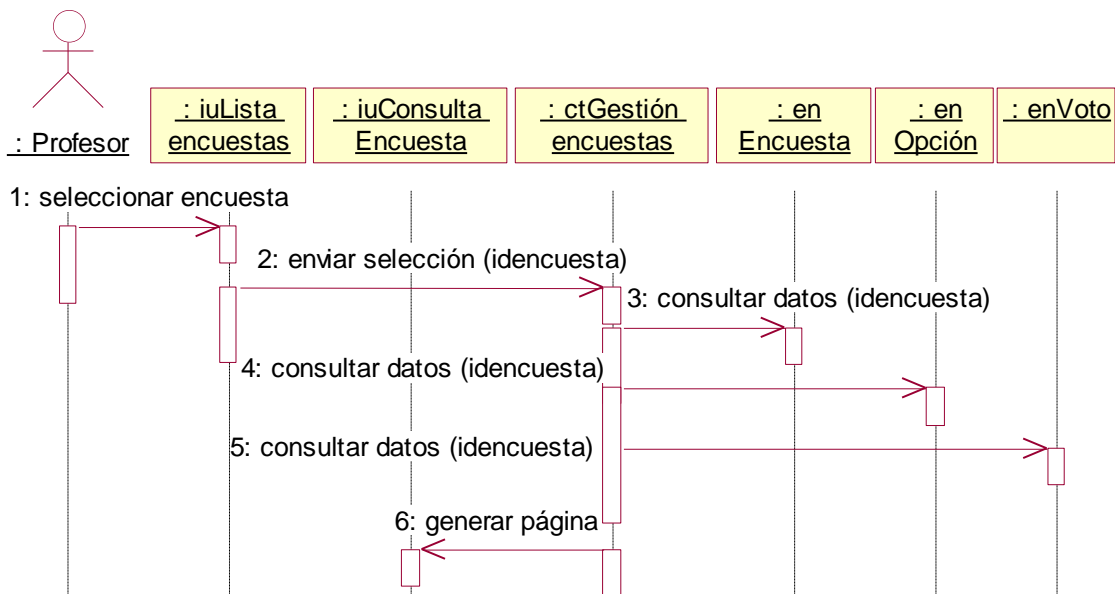 : Profesor
: iuLista
encuestas
: iuConsulta
Encuesta
: ctGestión
encuestas
: en
Encuesta
: en
Opción
: enVoto
1: seleccionar encuesta
2: enviar selección (idencuesta)
3: consultar datos (idencuesta)
4: consultar datos (idencuesta)
5: consultar datos (idencuesta)
6: generar página